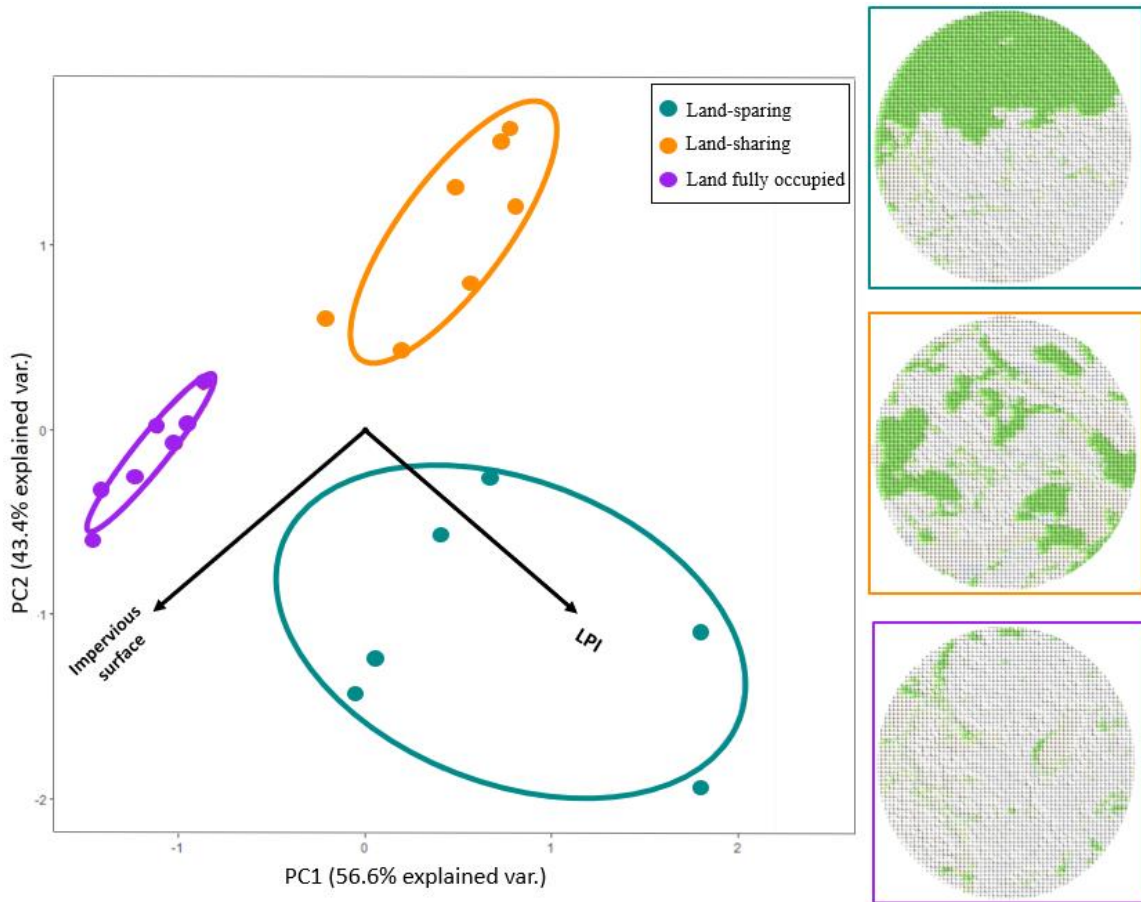 Land-sparing
Land-sharing
Land fully occupied
1
0
-1
-2
PC2 (43.4% explained var.)
Impervious
surface
LPI
-1
0
1
2
PC1 (56.6% explained var.)